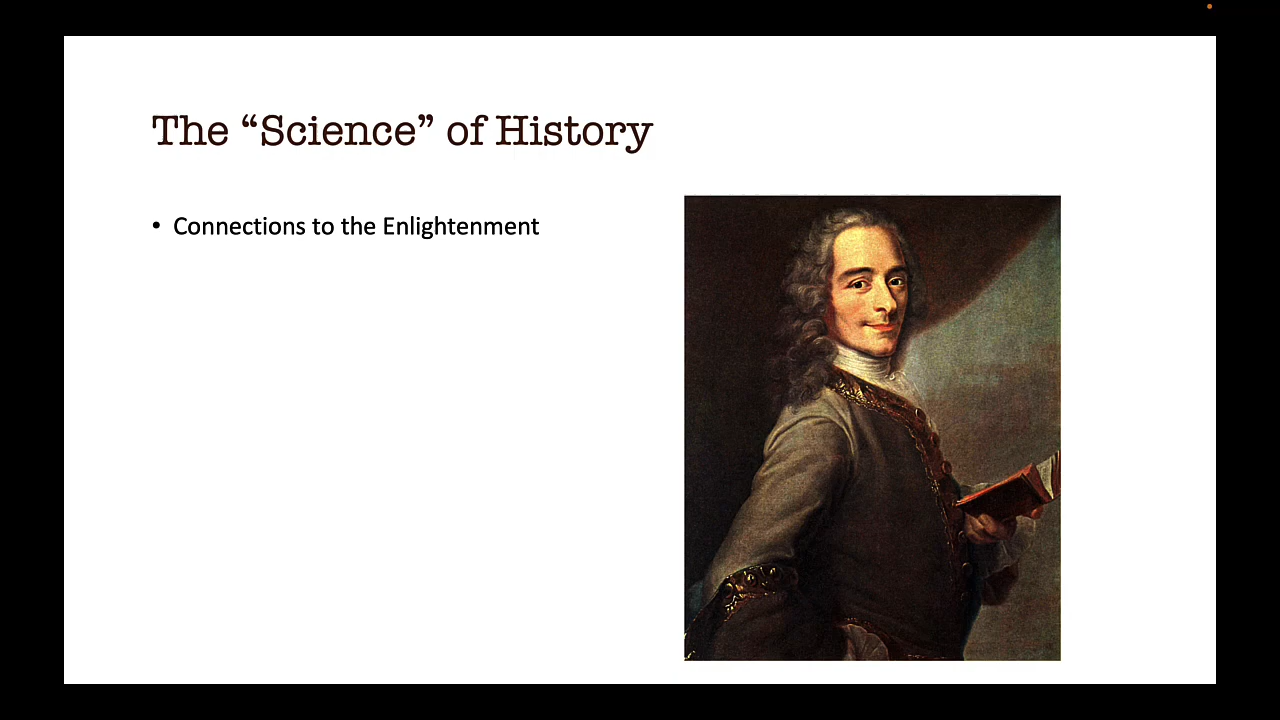 The “Science” of History
• Connections to the Enlightenment